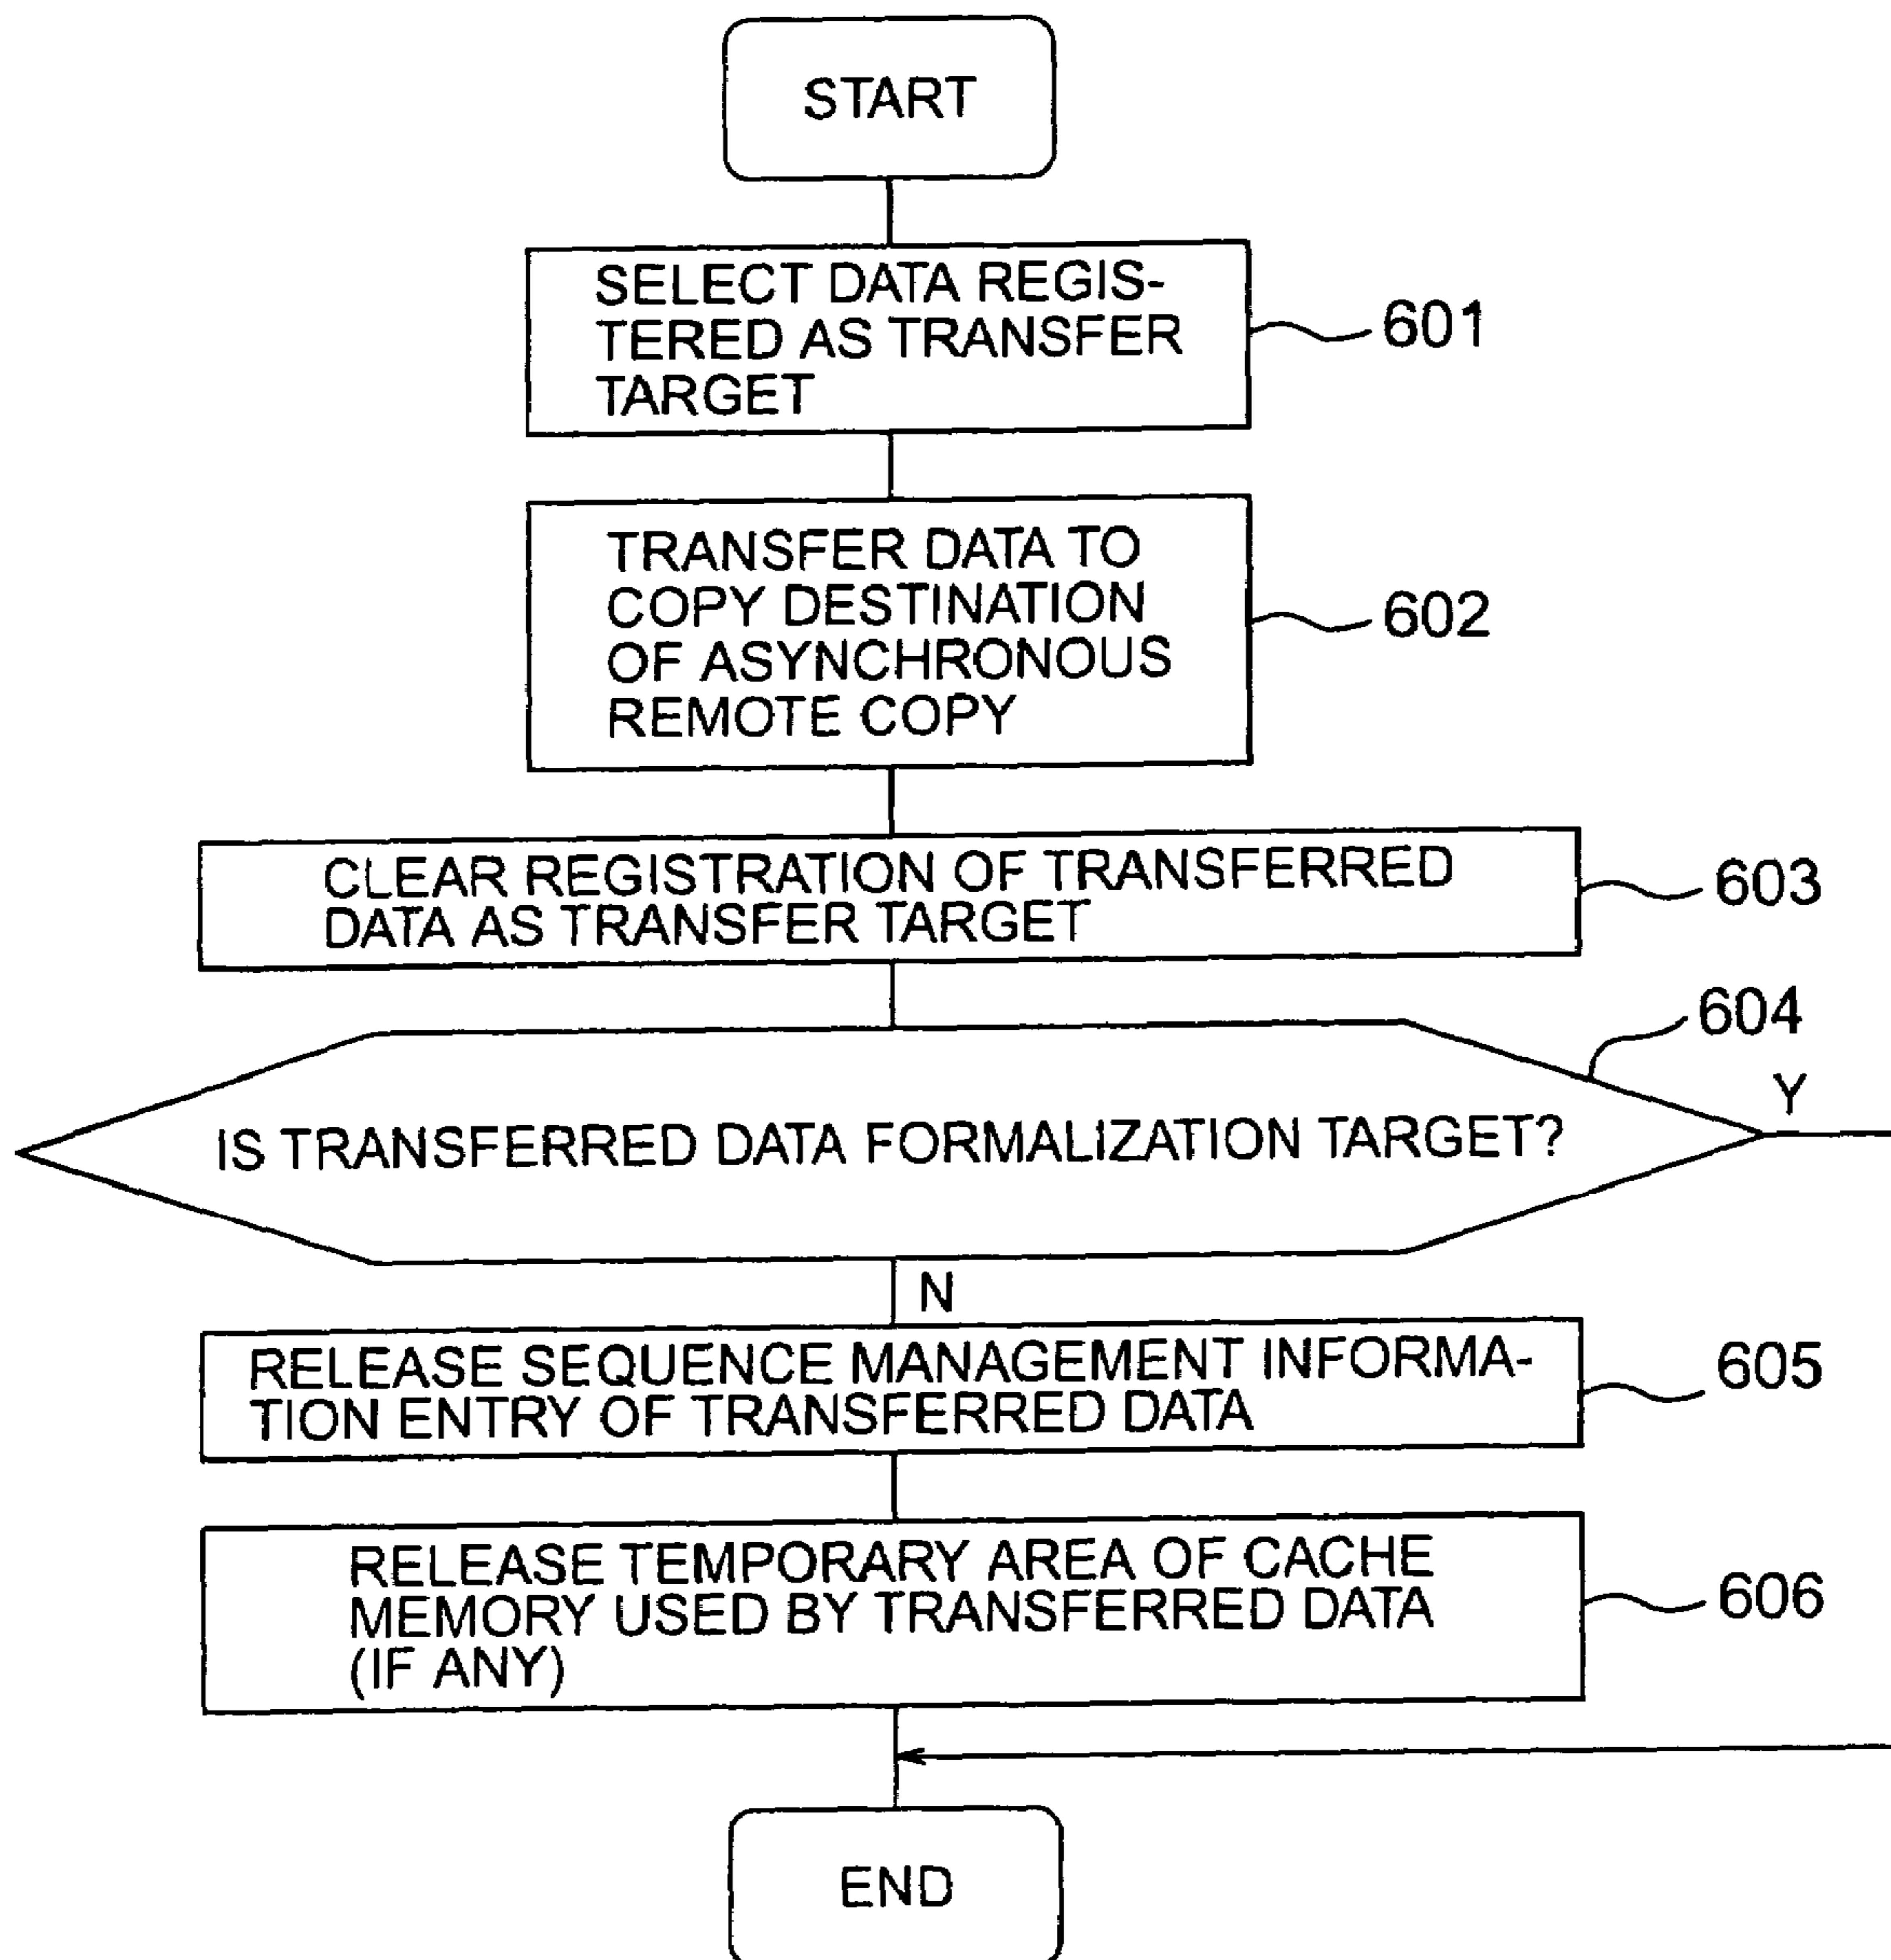 START
SELECT DATA REGIS-
TERED AS TRANSFER
TARGET
601
TRANSFER DATA TO
COPY DESTINATION
OF ASYNCHRONOUS
REMOTE COPY
602
CLEAR REGISTRATION OF TRANSFERRED
DATA AS TRANSFER TARGET
603
604
Y
IS TRANSFERRED DATA FORMALIZATION TARGET?
N
RELEASE SEQUENCE MANAGEMENT INFORMA-
TION ENTRY OF TRANSFERRED DATA
605
RELEASE TEMPORARY AREA OF CACHE
MEMORY USED BY TRANSFERRED DATA
(IF ANY)
606
END